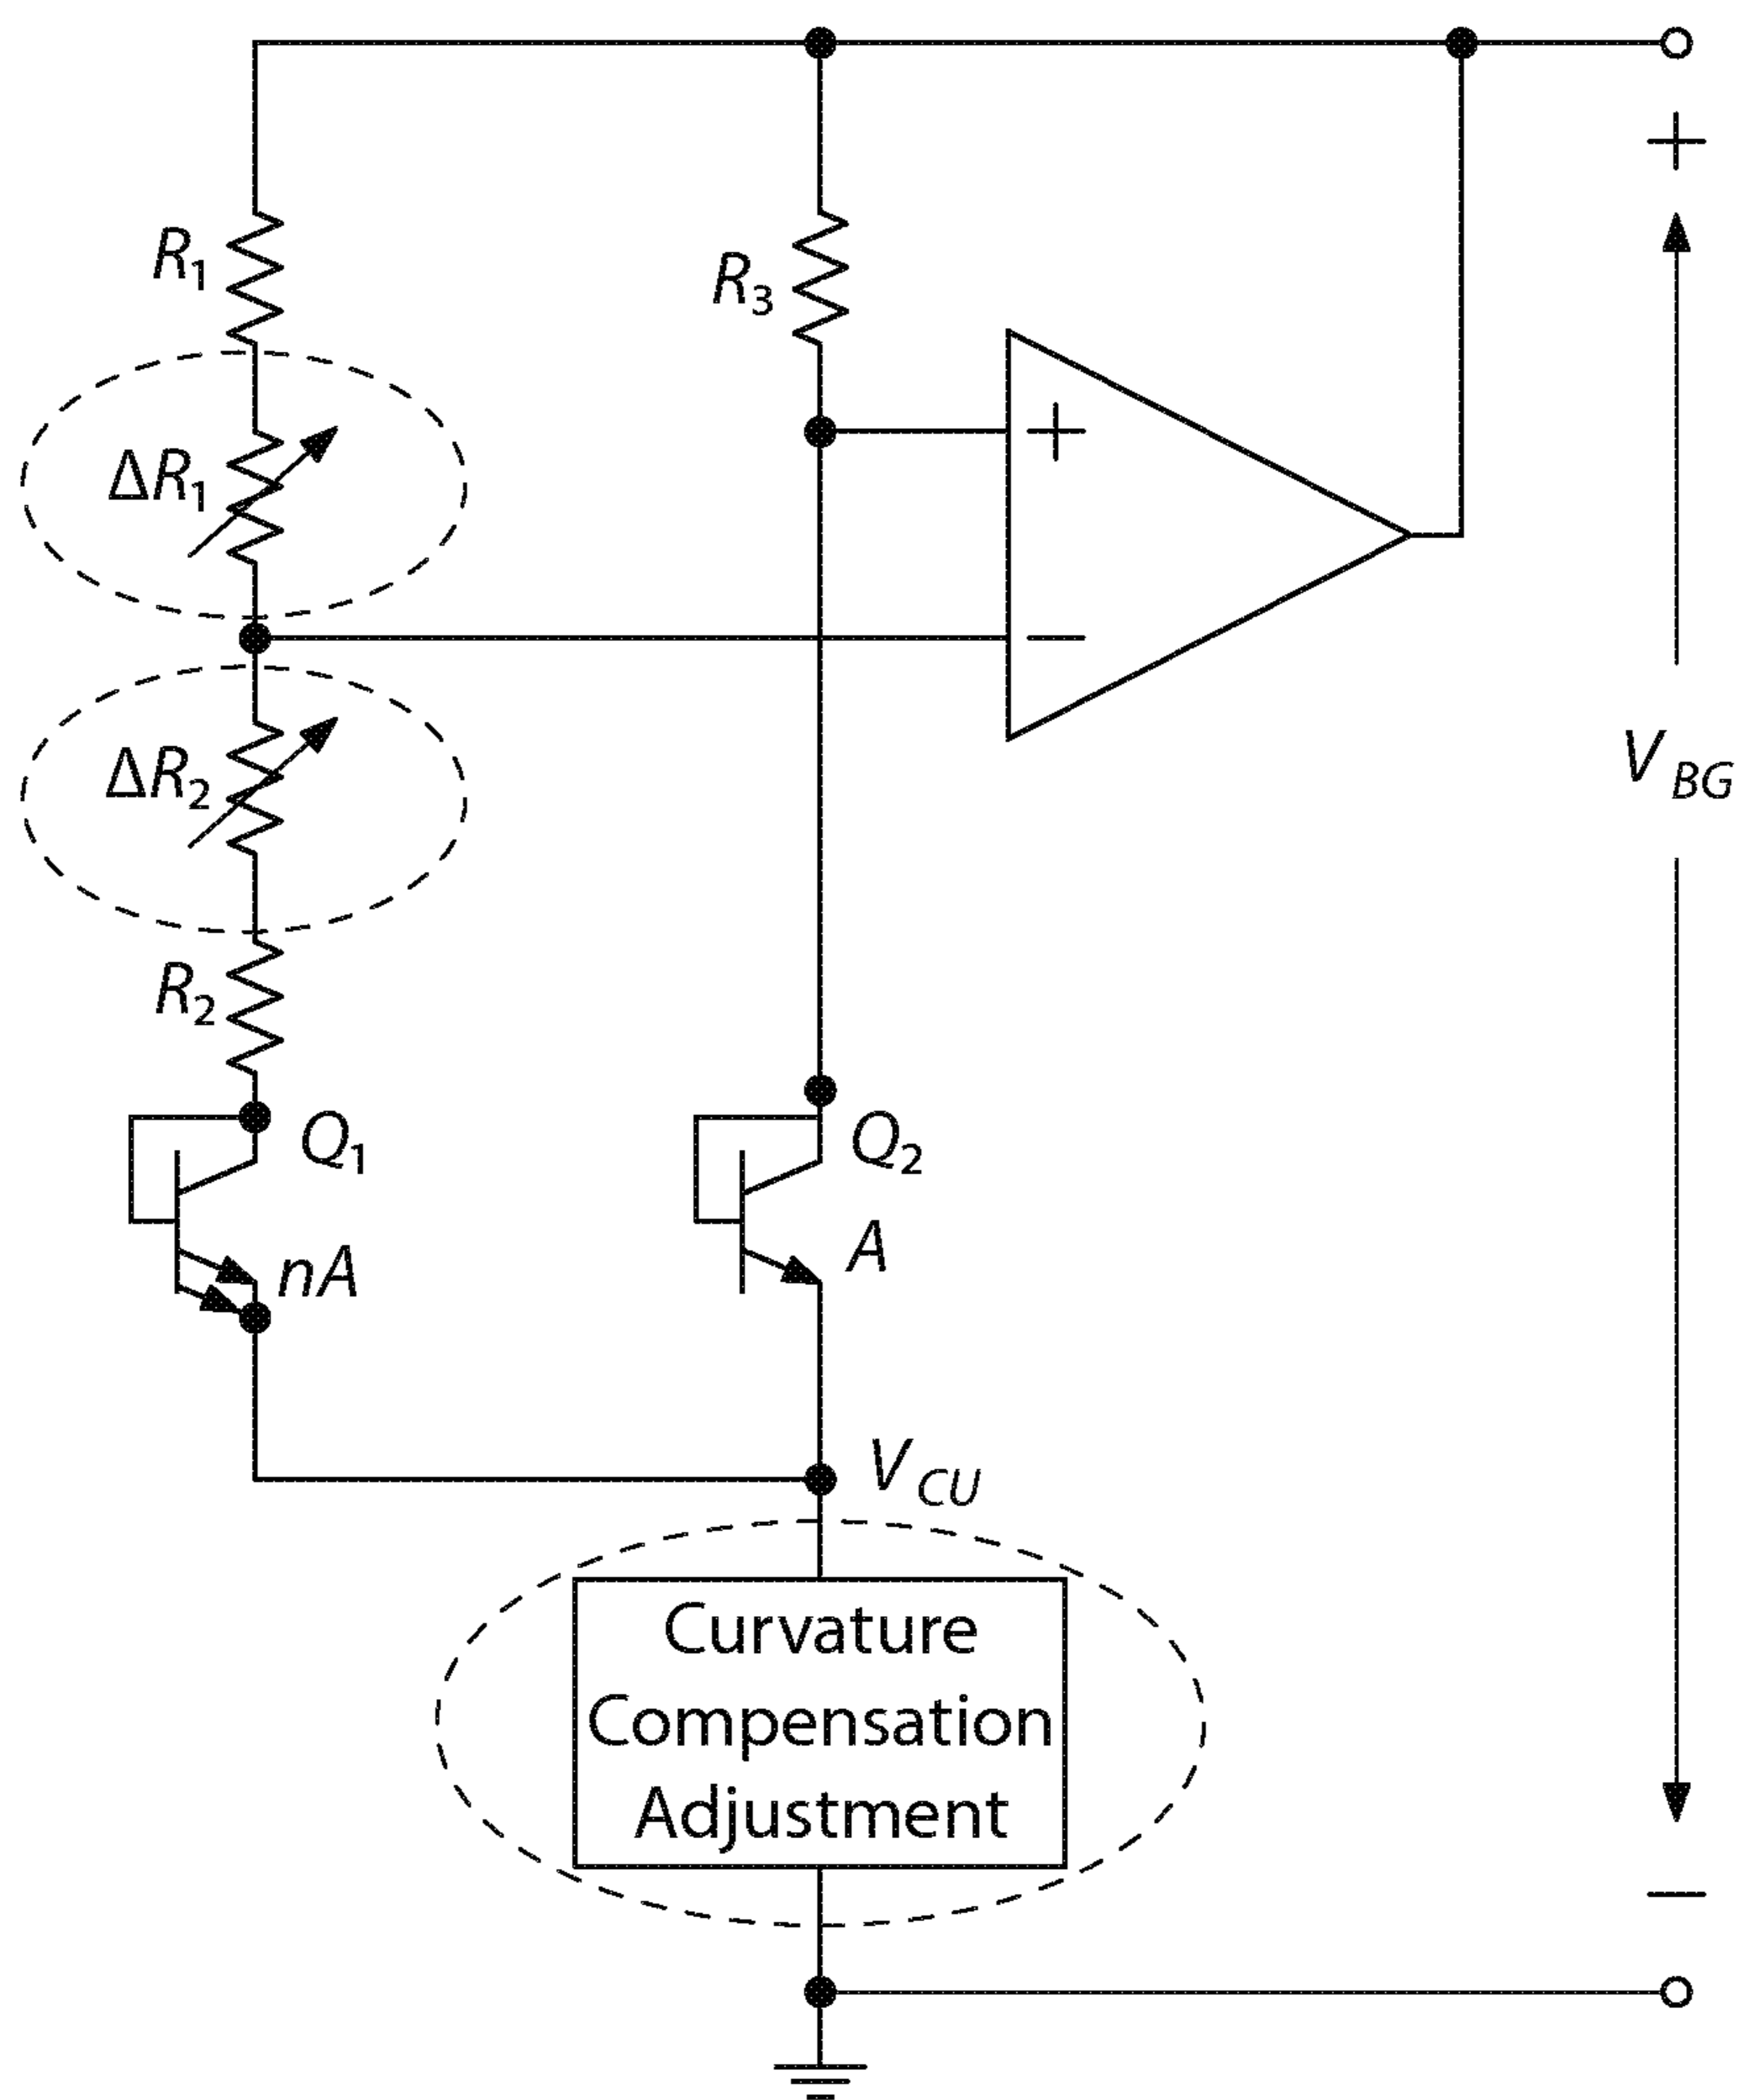 +
R1
R3
+
ΔR1
−
ΔR2
VBG
R2
Q1
Q2
nA
A
VCU
Curvature
Compensation
Adjustment
−